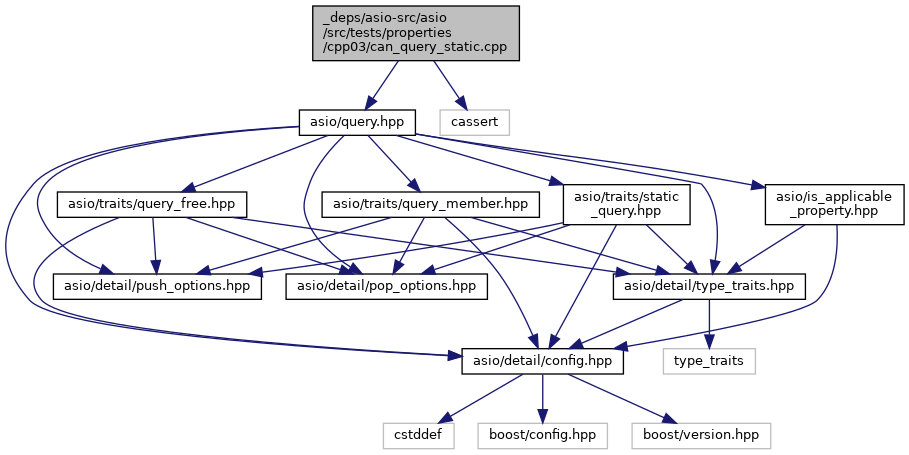 _deps/asio-src/asio
/src/tests/properties
/cpp03/can_query_static.cpp
asio/query.hpp
cassert
asio/traits/query_free.hpp
asio/traits/query_member.hpp
asio/traits/static
_query.hpp
asio/is_applicable
_property.hpp
asio/detail/push_options.hpp
asio/detail/pop_options.hpp
asio/detail/type_traits.hpp
asio/detail/config.hpp
type_traits
cstddef
boost/config.hpp
boost/version.hpp